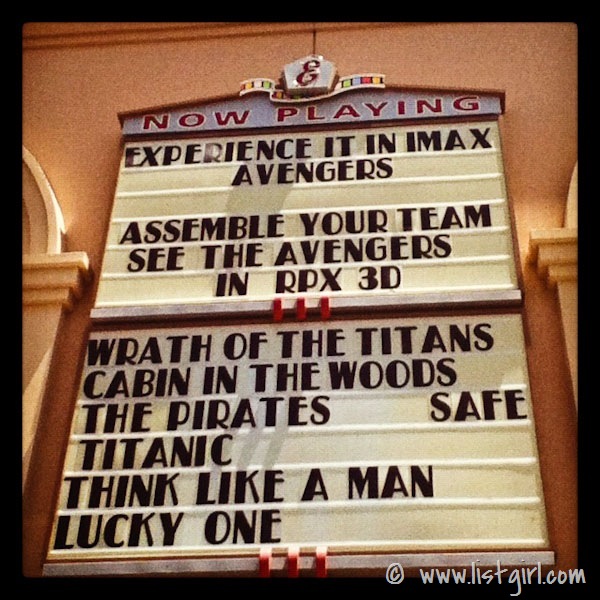 E
NOW PLAYING
EXPERIENCE IT IN IMAX
AVENGERS
ASSEMBLE YOUR TEAM
SEE THE AVENGERS
IN RPX 3D
WRATH OF THE TITANS
CABIN IN THE WOODS
THE PIRATES SAFE
TITANIC
THINK LIKE A MAN
LUCKY ONE
© www.listgirl.com